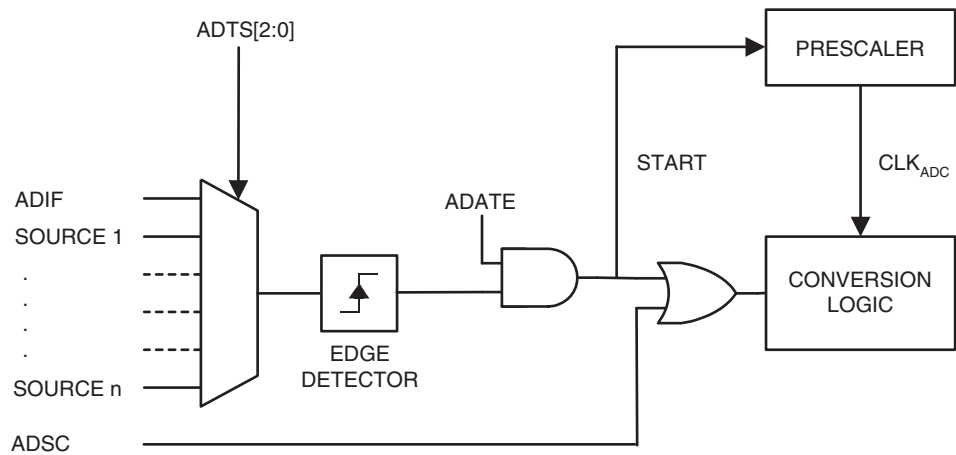 ADTS[2:0]
PRESCALER
START
CLKADC
ADIF
ADATE
SOURCE 1
.
.
.
.
CONVERSION
LOGIC
EDGE
DETECTOR
SOURCE n
ADSC